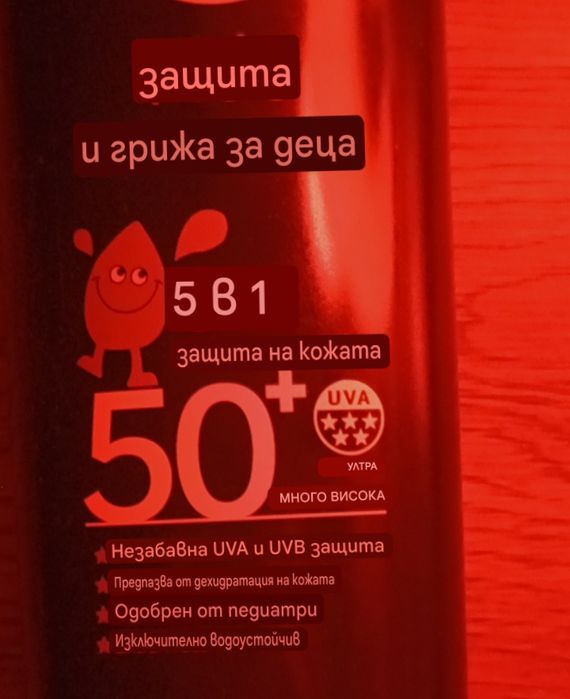 защита
и грижа за деца
5 в 1
защита на кожата
50+
UVA
УЛТРА
МНОГО ВИСОКА
Незабавна UVA и UVB защита
Предпазва от дехидратация на кожата
Одобрен от педиатри
Изключително водоустойчив